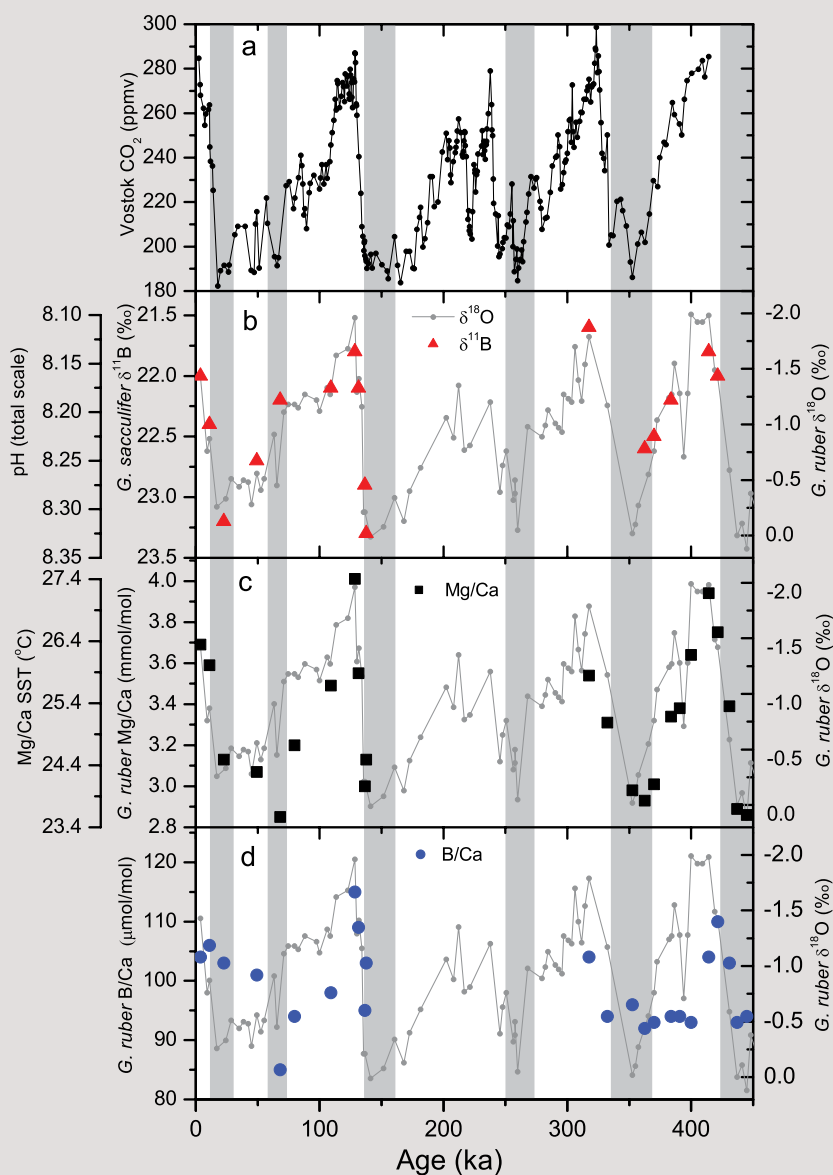 a
Vostok CO2 (ppmv)
300
280
260
240
220
200
180
b
δ18O
δ11B
pH (total scale)
8.10
8.15
8.20
8.25
8.30
8.35
G. sacculifer δ11B (‰)
21.5
22.0
22.5
23.0
23.5
-2.0
-1.5
-1.0
-0.5
0.0
G. ruber δ18O (‰)
c
Mg/Ca
Mg/Ca SST (°C)
27.4
26.4
25.4
24.4
23.4
G. ruber Mg/Ca (mmol/mol)
4.0
3.8
3.6
3.4
3.2
3.0
2.8
-2.0
-1.5
-1.0
-0.5
0.0
G. ruber δ18O (‰)
d
B/Ca
G. ruber B/Ca (μmol/mol)
120
110
100
90
80
-2.0
-1.5
-1.0
-0.5
0.0
G. ruber δ18O (‰)
0 100 200 300 400
Age (ka)